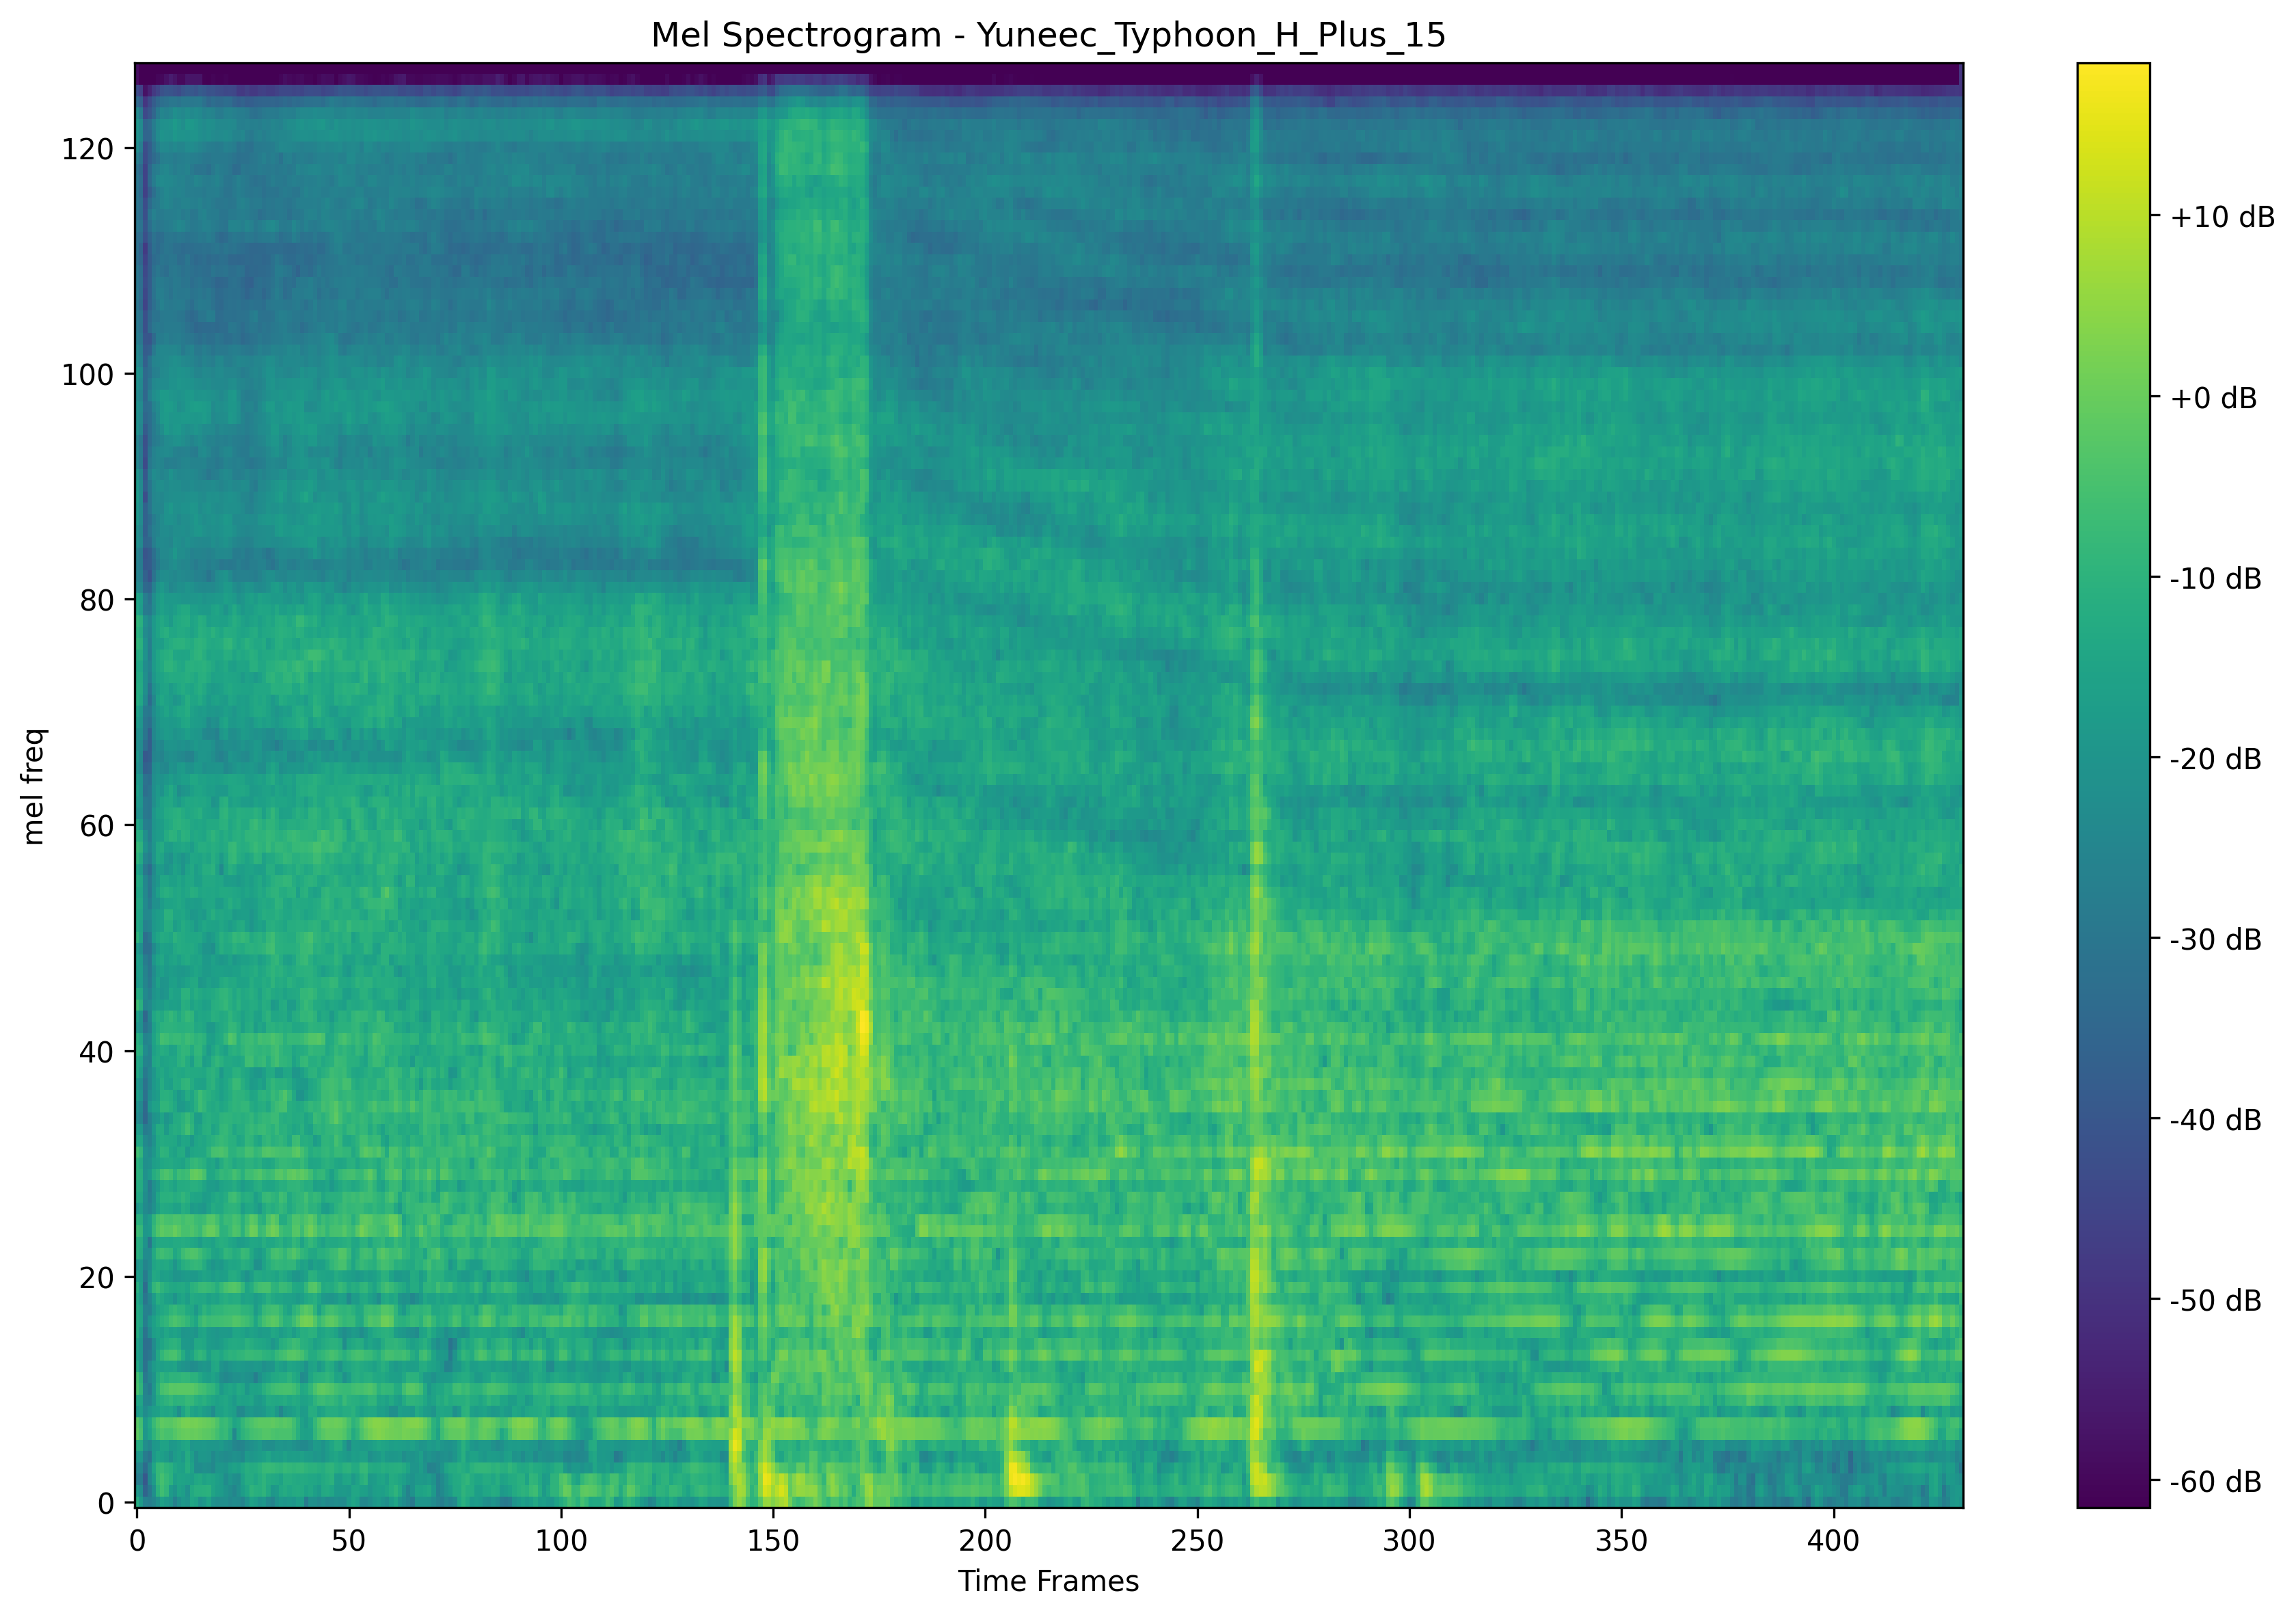 Mel Spectrogram - Yuneec_Typhoon_H_Plus_15
mel freq
120
100
80
60
40
20
0
0 50 100 150 200 250 300 350 400
Time Frames
+10 dB
+0 dB
-10 dB
-20 dB
-30 dB
-40 dB
-50 dB
-60 dB